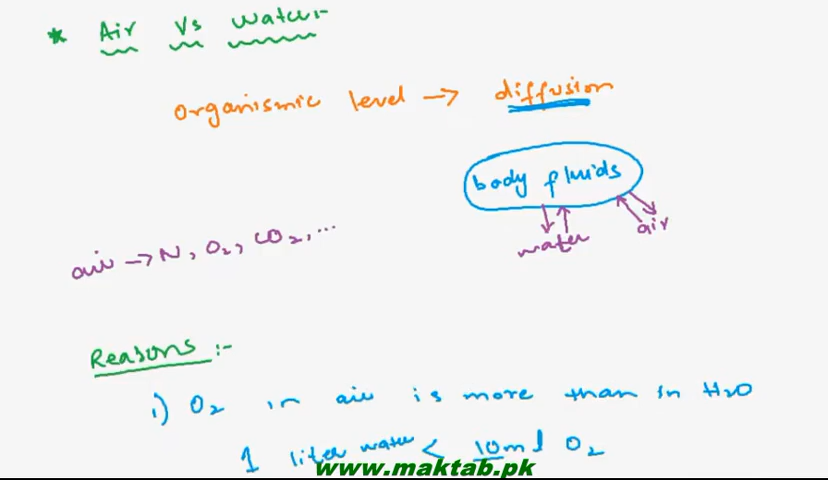 * Air Vs Water:-
organismic level → diffusion
body fluids
water
air
air → N, O2, CO2, ...
Reasons :-
i) O2 in air is more than in H2O
1 liter water < 10ml O2
www.maktab.pk